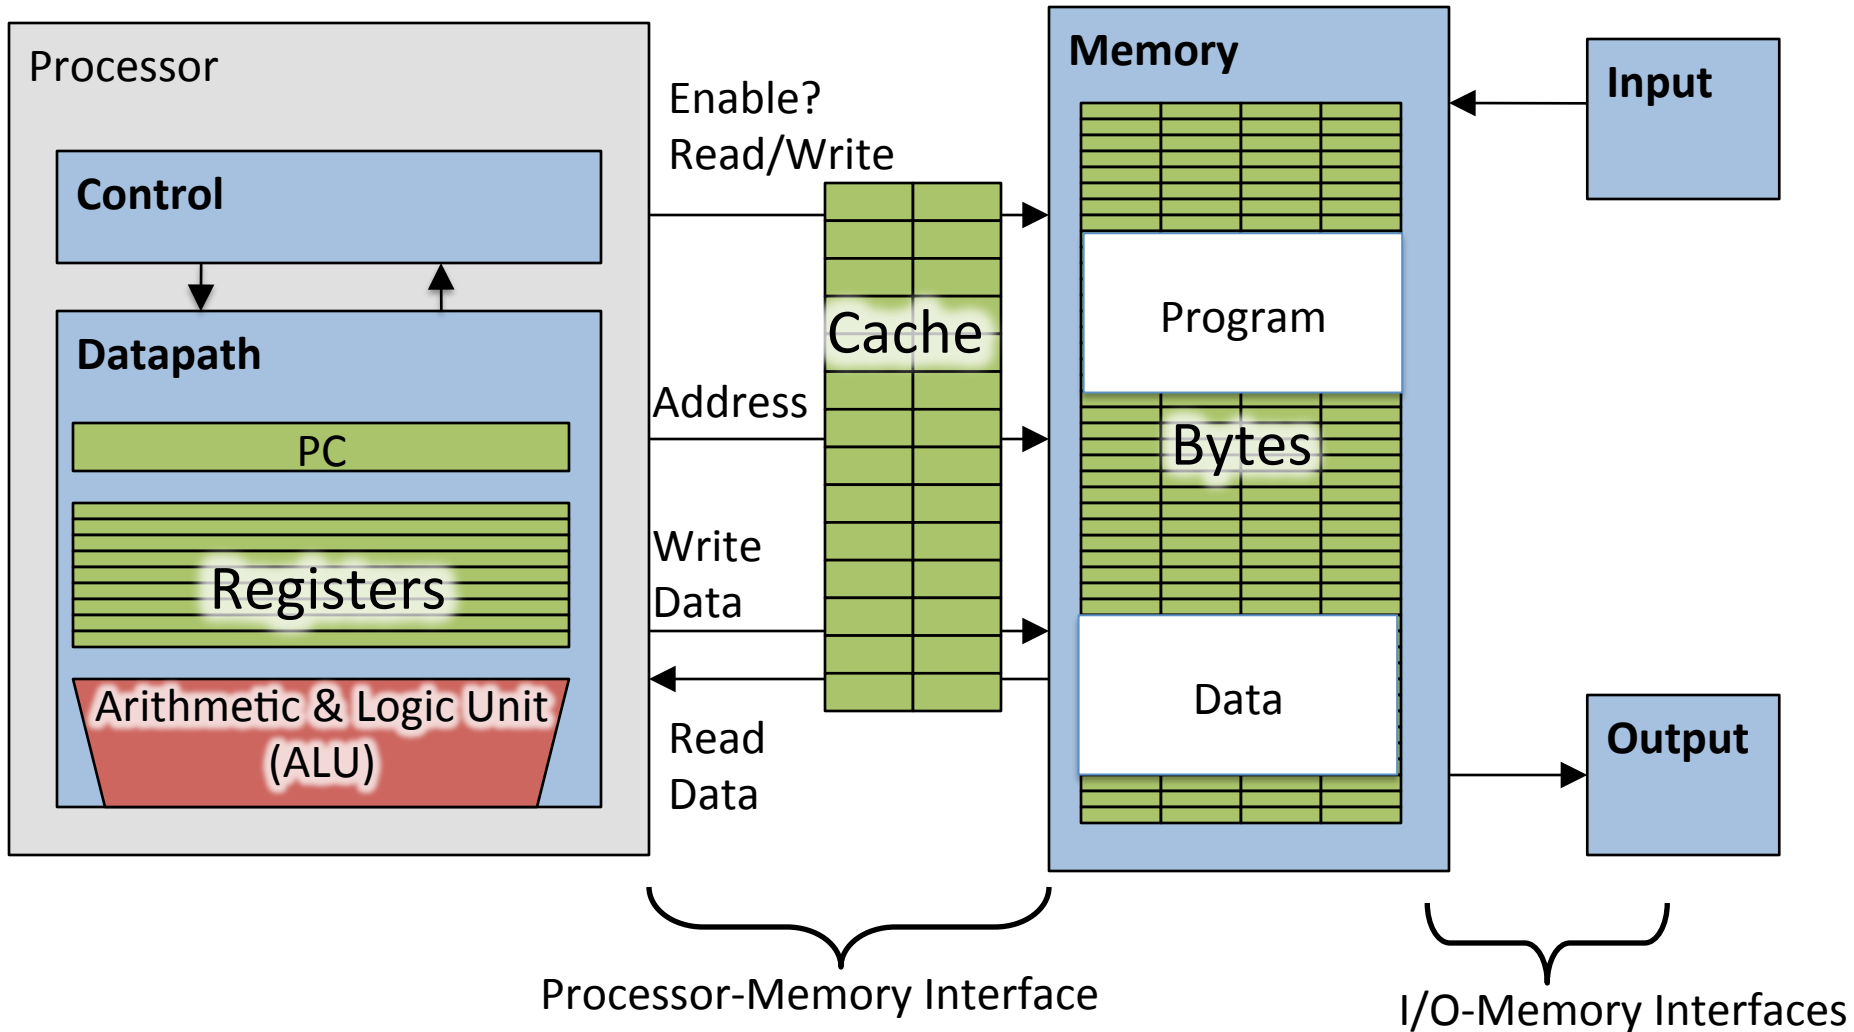 Processor
Control
Datapath
PC
Registers
Arithmetic & Logic Unit
(ALU)
Enable?
Read/Write
Cache
Address
Write
Data
Read
Data
Memory
Program
Bytes
Data
Input
Output
Processor-Memory Interface
I/O-Memory Interfaces